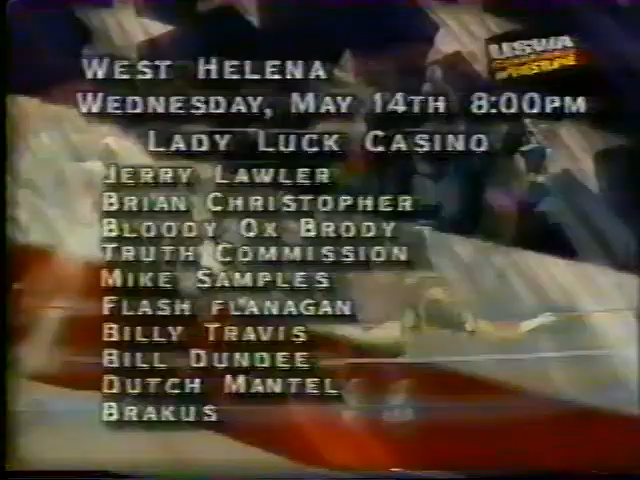 USWA
WEST HELENA
WEDNESDAY, MAY 14TH 8:00PM
LADY LUCK CASINO
JERRY LAWLER
BRIAN CHRISTOPHER
BLOODY OX BRODY
TRUTH COMMISSION
MIKE SAMPLES
FLASH FLANAGAN
BILLY TRAVIS
BILL DUNDEE
DUTCH MANTEL
BRAKUS